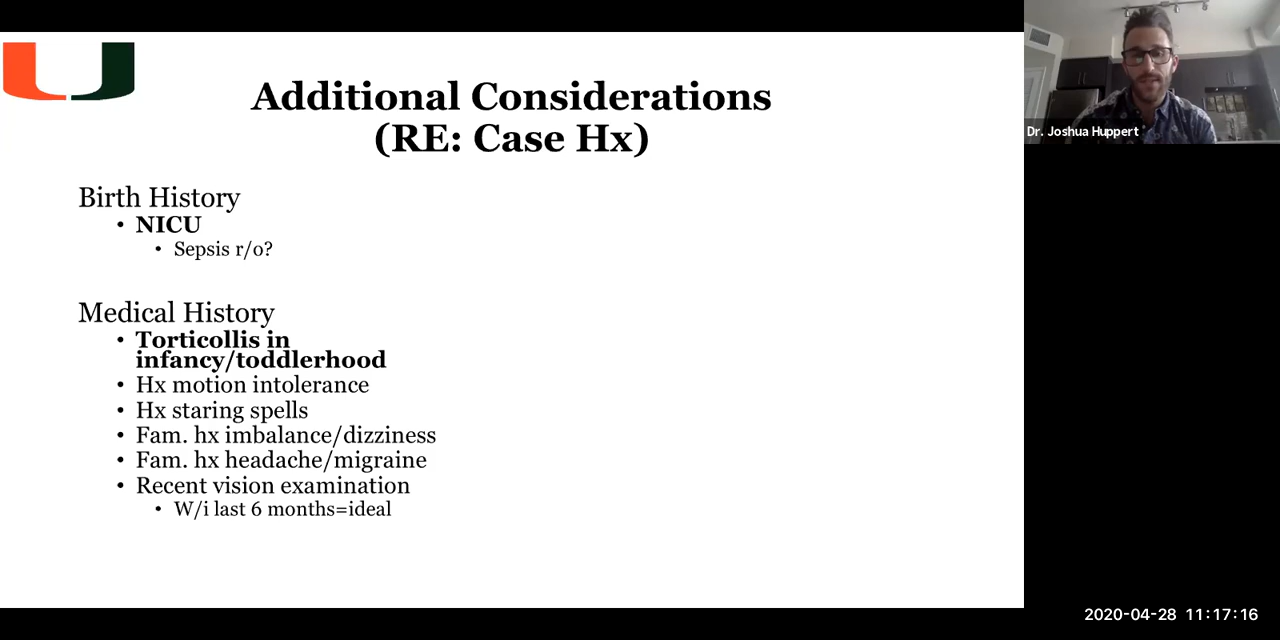 Additional Considerations
(RE: Case Hx)
Birth History
• NICU
• Sepsis r/o?
Medical History
• Torticollis in
infancy/toddlerhood
• Hx motion intolerance
• Hx staring spells
• Fam. hx imbalance/dizziness
• Fam. hx headache/migraine
• Recent vision examination
• W/i last 6 months=ideal
Dr. Joshua Huppert
2020-04-28 11:17:16